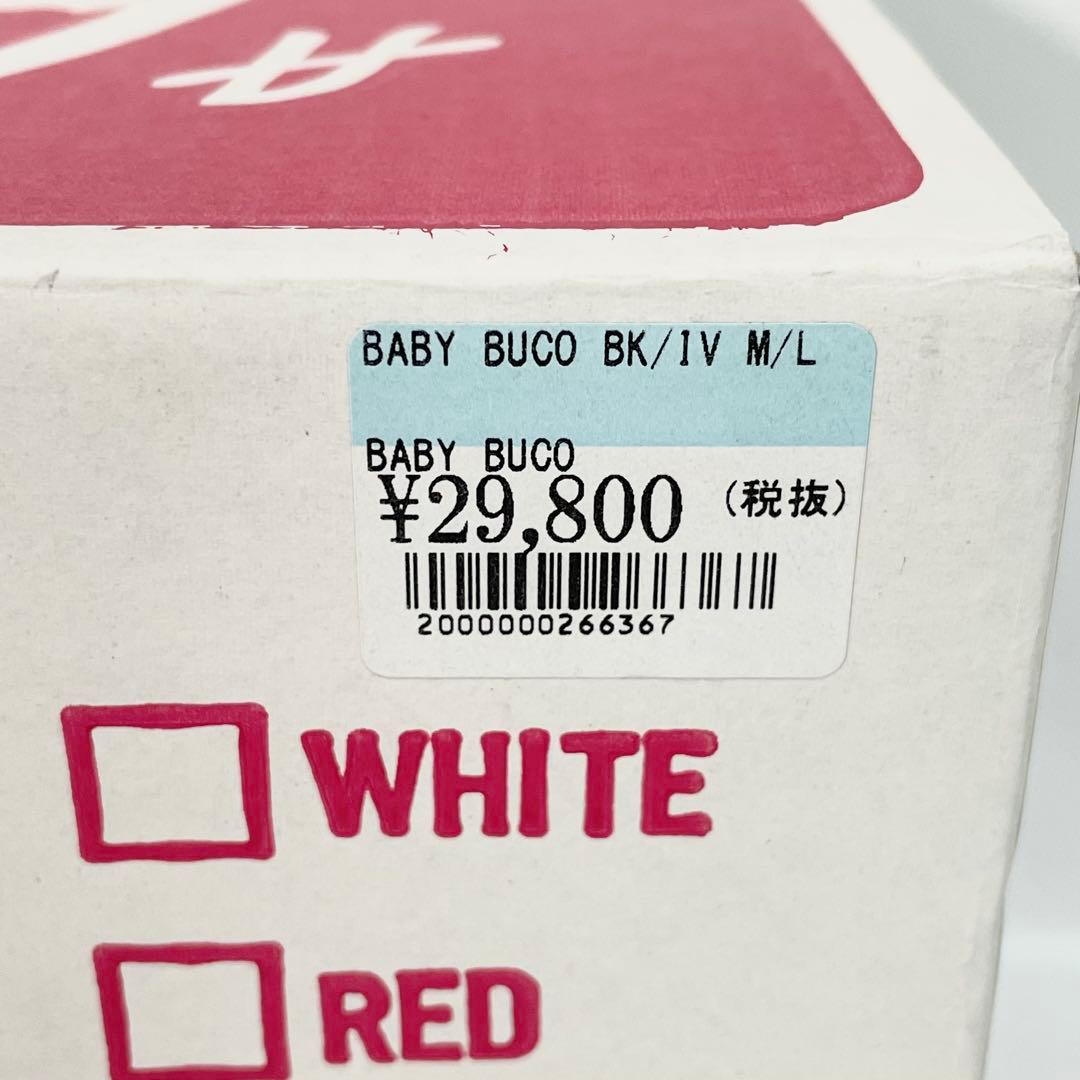 BABY BUCO BK/IV M/L
BABY BUCO
¥29,800 (税抜)
2000000266367
WHITE
RED